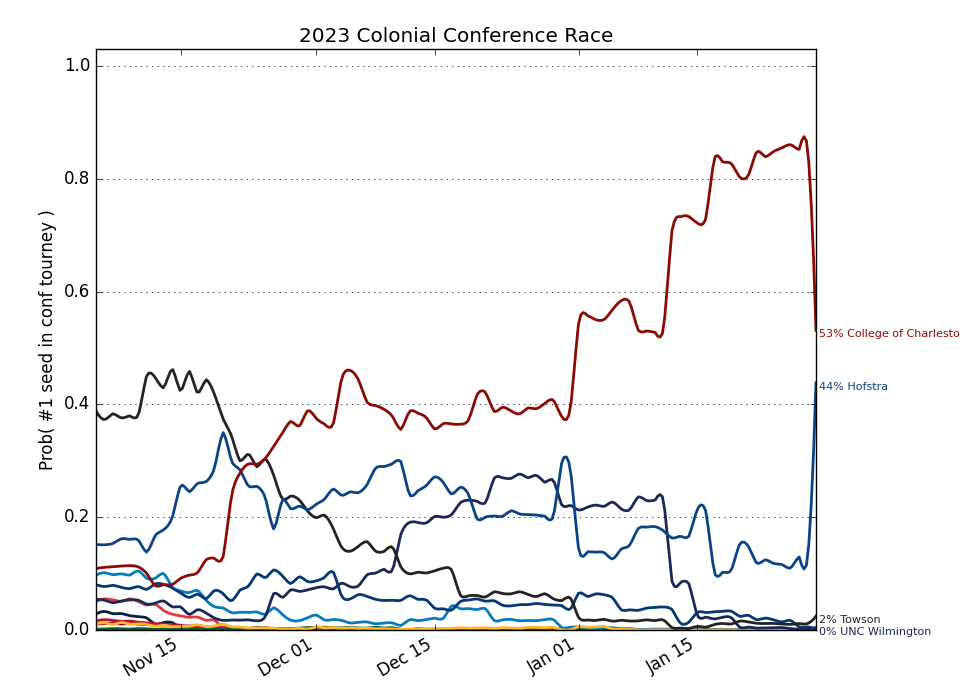 2023 Colonial Conference Race
Prob( #1 seed in conf tourney )
1.0
0.8
0.6
0.4
0.2
0.0
Nov 15
Dec 01
Dec 15
Jan 01
Jan 15
53% College of Charlesto
44% Hofstra
2% Towson
0% UNC Wilmington